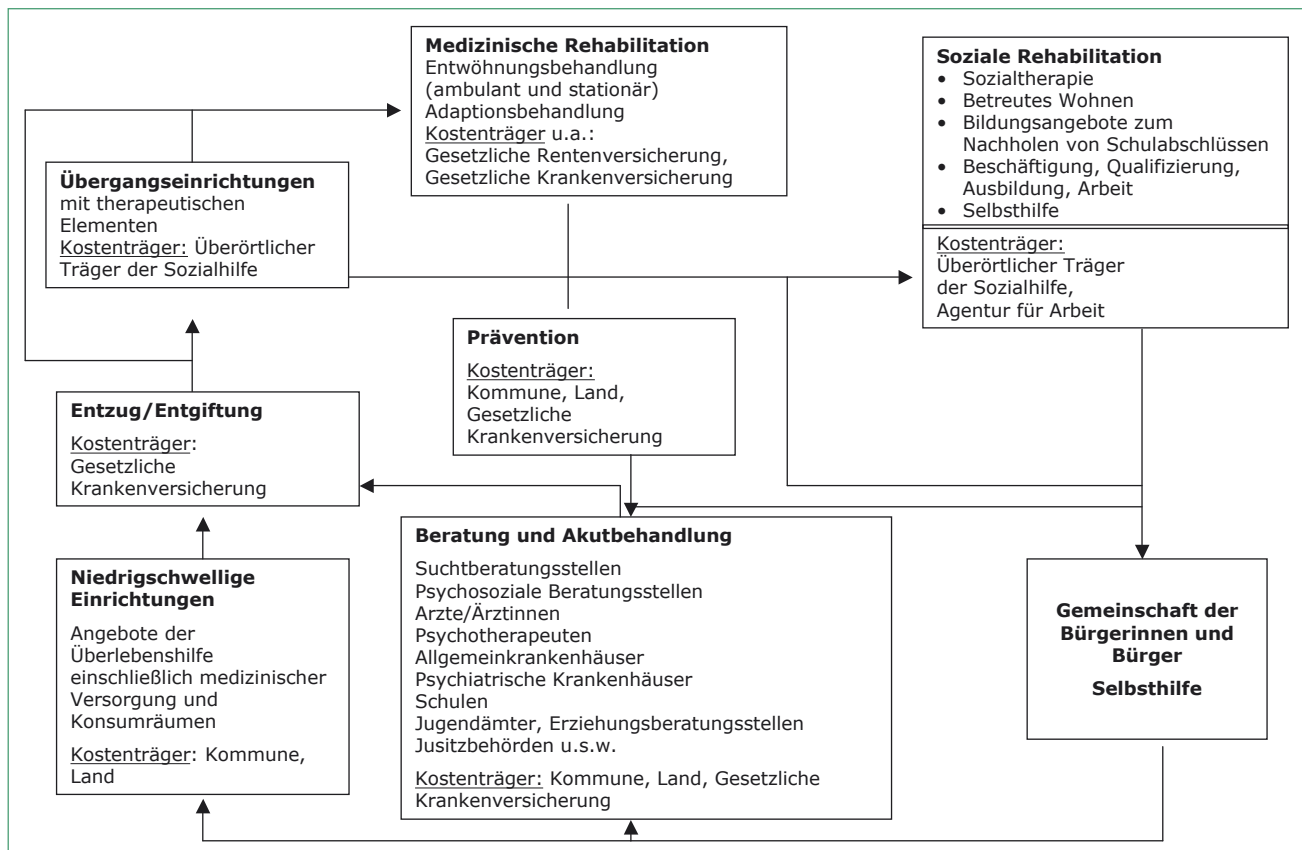 Medizinische Rehabilitation
Entwöhnungsbehandlung
(ambulant und stationär)
Adaptionsbehandlung
Kostenträger u.a.:
Gesetzliche Rentenversicherung,
Gesetzliche Krankenversicherung
Soziale Rehabilitation
• Sozialtherapie
• Betreutes Wohnen
• Bildungsangebote zum
Nachholen von Schulabschlüssen
• Beschäftigung, Qualifizierung,
Ausbildung, Arbeit
• Selbsthilfe
Kostenträger:
Überörtlicher Träger
der Sozialhilfe,
Agentur für Arbeit
Übergangseinrichtungen
mit therapeutischen
Elementen
Kostenträger: Überörtlicher
Träger der Sozialhilfe
Prävention
Kostenträger:
Kommune, Land,
Gesetzliche
Krankenversicherung
Entzug/Entgiftung
Kostenträger:
Gesetzliche
Krankenversicherung
Niedrigschwellige
Einrichtungen
Angebote der
Überlebenshilfe
einschließlich medizinischer
Versorgung und
Konsumräumen
Kostenträger: Kommune,
Land
Beratung und Akutbehandlung
Suchtberatungsstellen
Psychosoziale Beratungsstellen
Arzte/Ärztinnen
Psychotherapeuten
Allgemeinkrankenhäuser
Psychiatrische Krankenhäuser
Schulen
Jugendämter, Erziehungsberatungsstellen
Jusitzbehörden u.s.w.
Kostenträger: Kommune, Land, Gesetzliche
Krankenversicherung
Gemeinschaft der
Bürgerinnen und
Bürger
Selbsthilfe